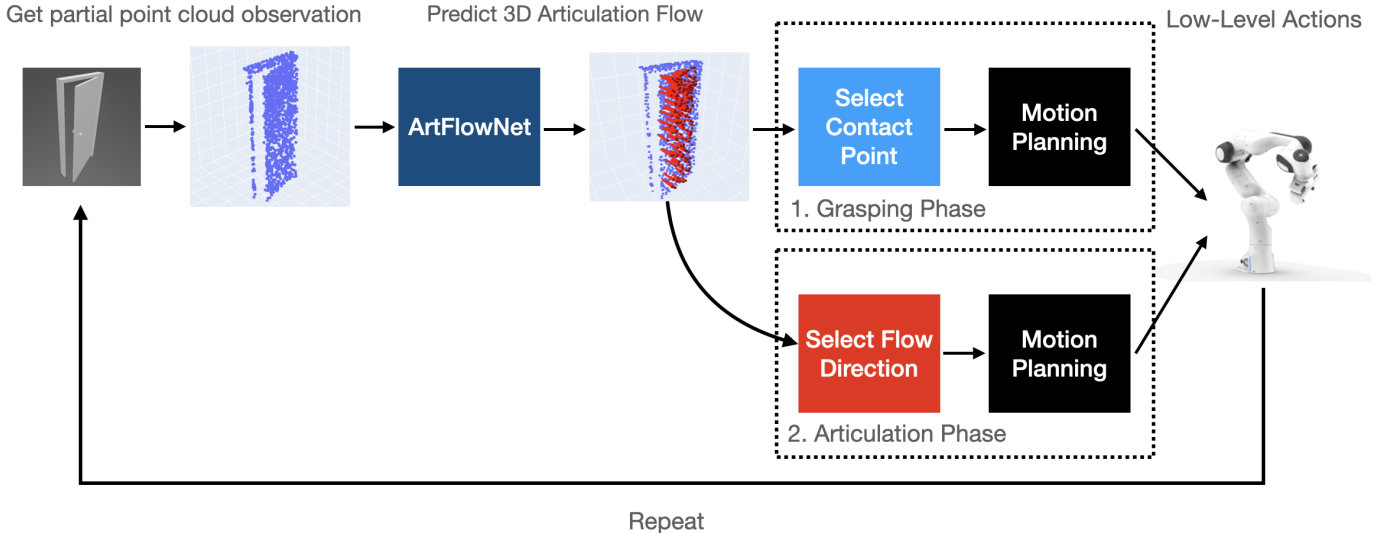 Get partial point cloud observation
Predict 3D Articulation Flow
Low-Level Actions
ArtFlowNet
Select
Contact
Point
Motion
Planning
1. Grasping Phase
Select Flow
Direction
Motion
Planning
2. Articulation Phase
Repeat